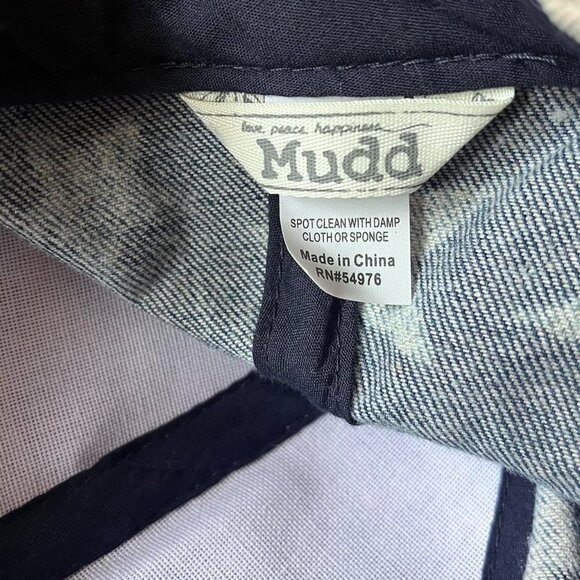 love. peace. happiness.
Mudd
SPOT CLEAN WITH DAMP
CLOTH OR SPONGE
Made in China
RN#54976